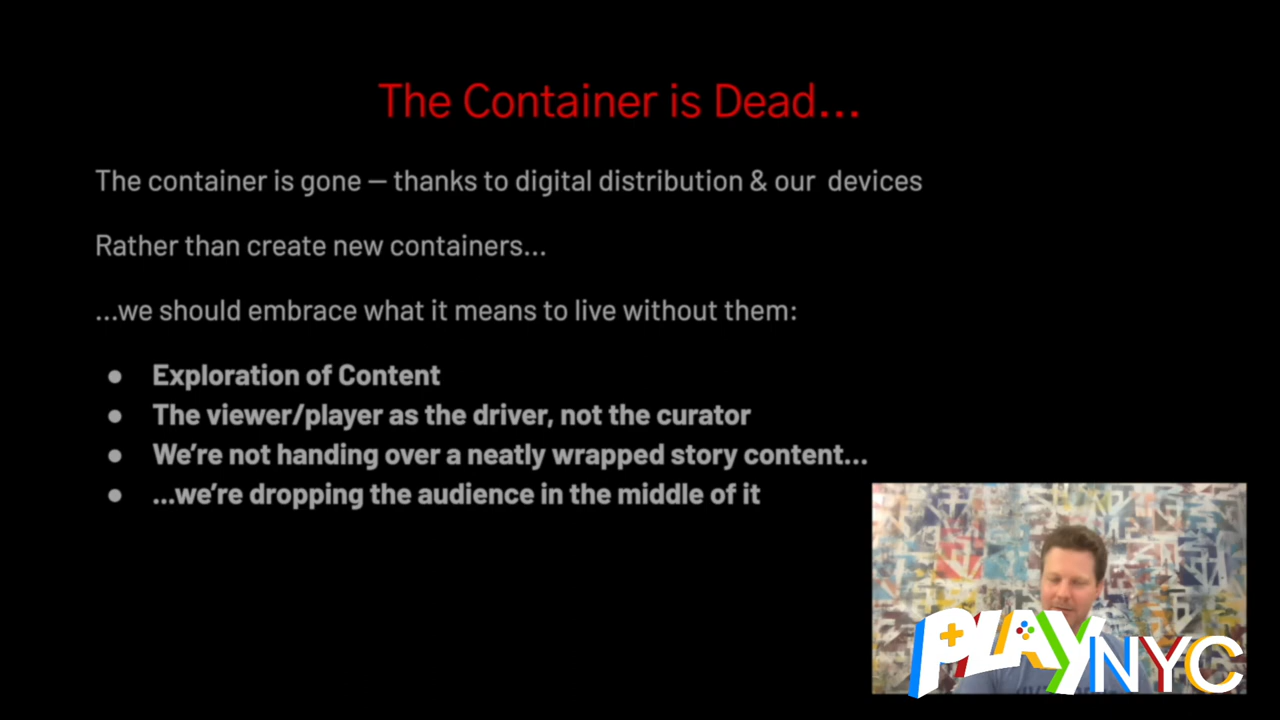 The Container is Dead...
The container is gone — thanks to digital distribution & our devices
Rather than create new containers...
...we should embrace what it means to live without them:
● Exploration of Content
● The viewer/player as the driver, not the curator
● We’re not handing over a neatly wrapped story content...
● ...we’re dropping the audience in the middle of it
PLAYNYC